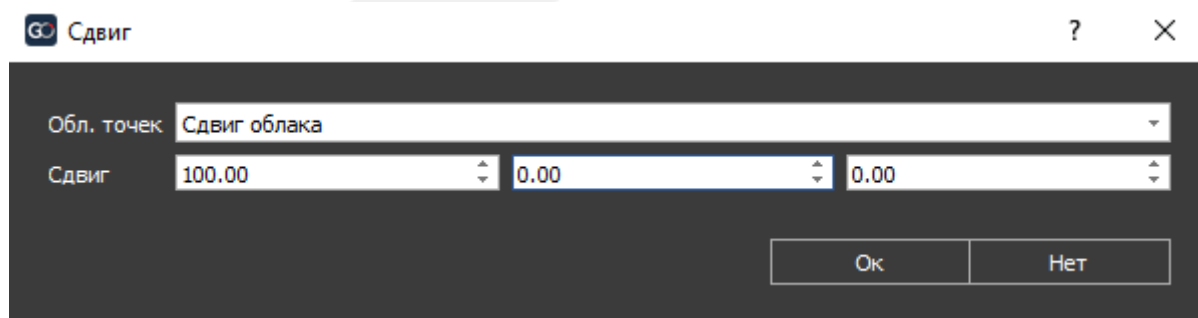 GO Сдвиг ?
Обл. точек Сдвиг облака
Сдвиг 100.00 0.00 0.00
Ок Нет